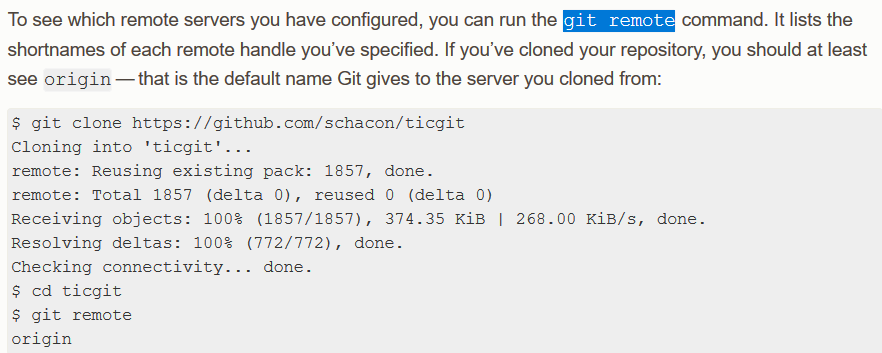 To see which remote servers you have configured, you can run the git remote command. It lists the
shortnames of each remote handle you’ve specified. If you’ve cloned your repository, you should at least
see origin — that is the default name Git gives to the server you cloned from:
$ git clone https://github.com/schacon/ticgit
Cloning into 'ticgit'...
remote: Reusing existing pack: 1857, done.
remote: Total 1857 (delta 0), reused 0 (delta 0)
Receiving objects: 100% (1857/1857), 374.35 KiB | 268.00 KiB/s, done.
Resolving deltas: 100% (772/772), done.
Checking connectivity... done.
$ cd ticgit
$ git remote
origin